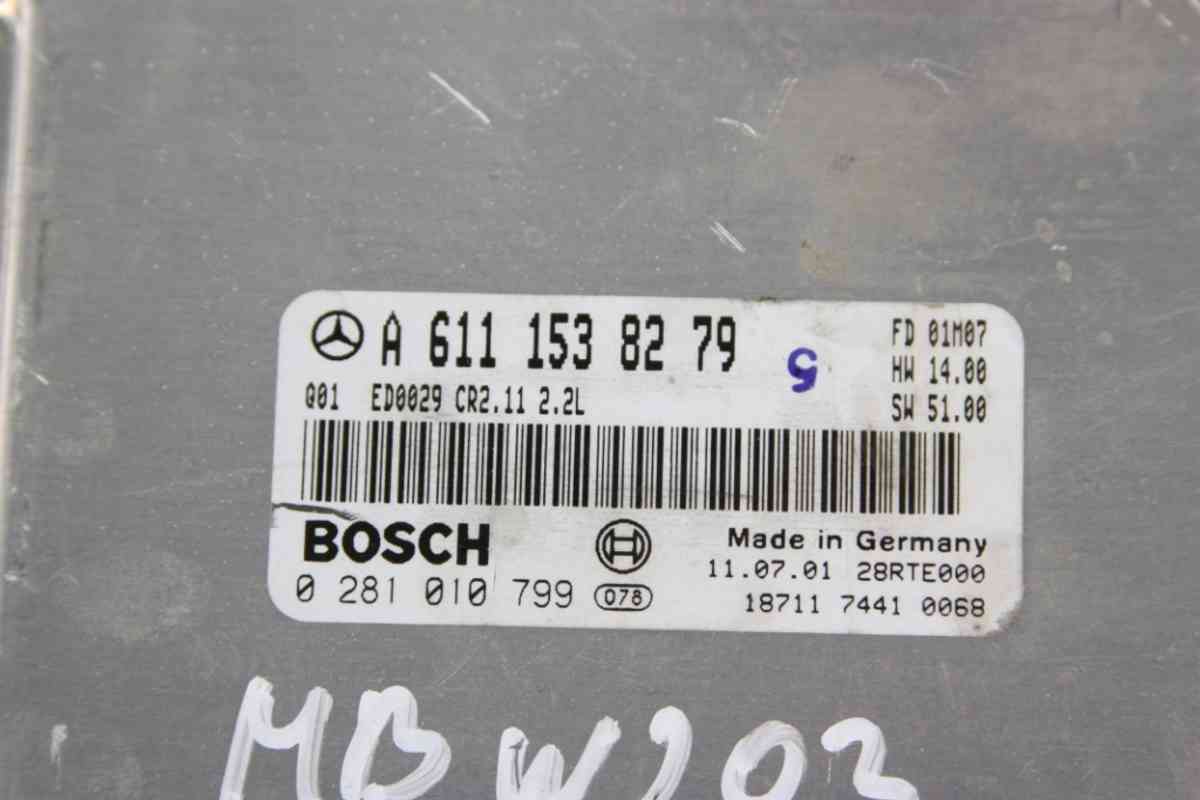 A 611 153 82 79
FD 01M07
HW 14.00
Q01 ED0029 CR2.11 2.2L
SW 51.00
5
BOSCH
Made in Germany
11.07.01 28RTE000
0 281 010 799 078
18711 7441 0068
MB W203